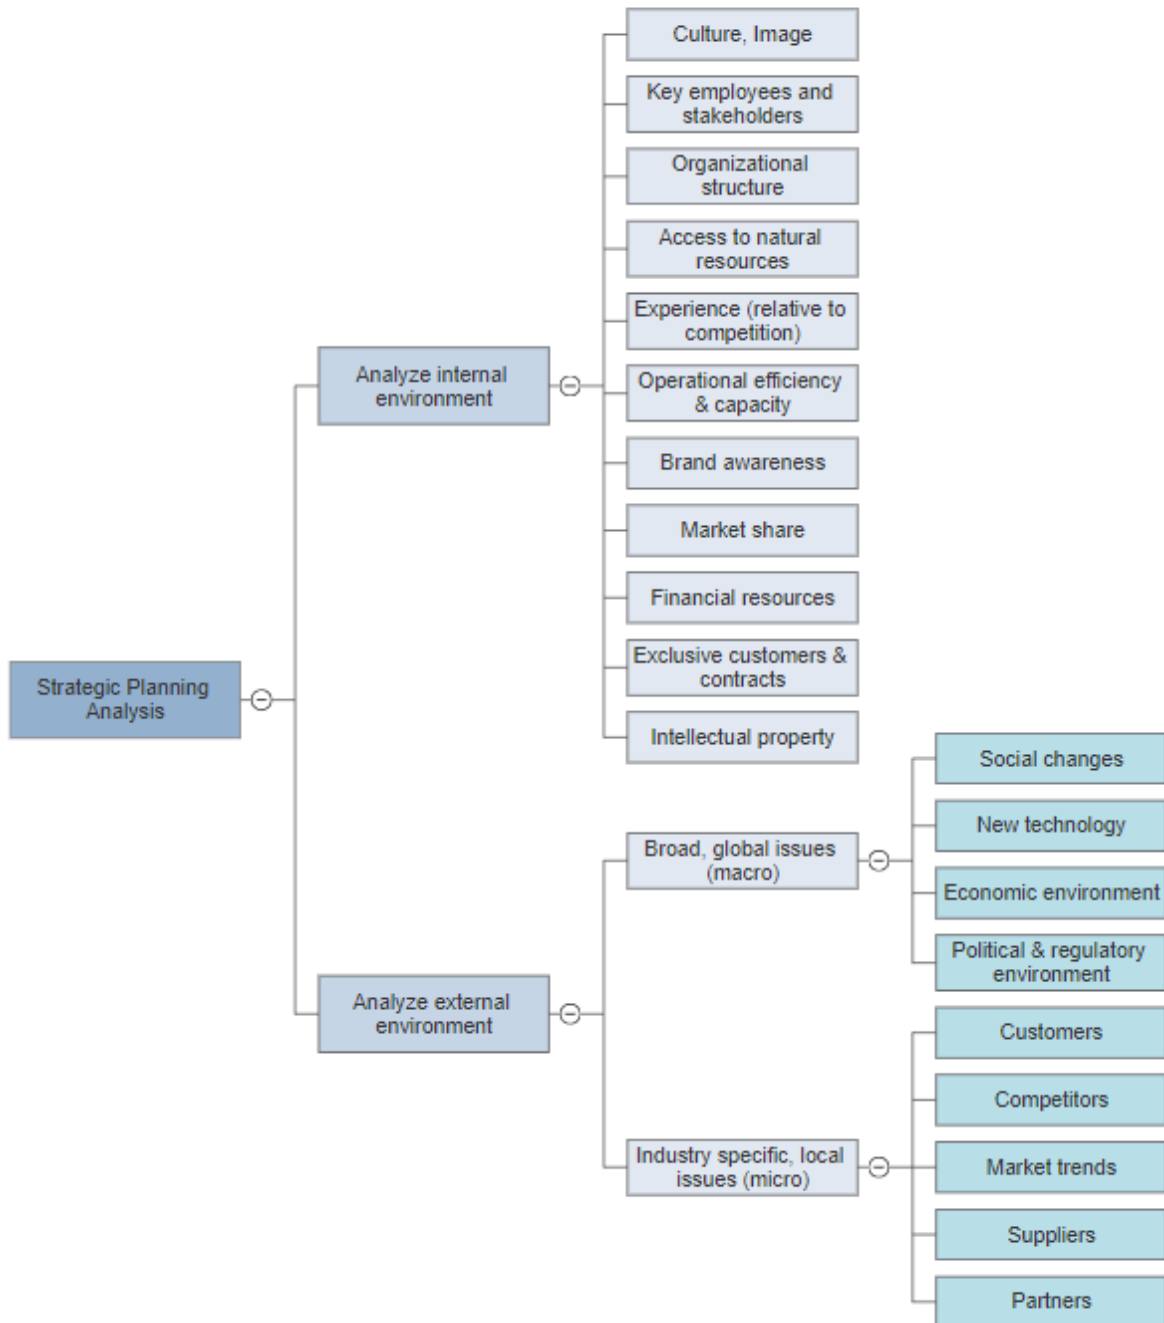 Culture, Image
Key employees and
stakeholders
Organizational
structure
Access to natural
resources
Experience (relative to
competition)
Analyze internal
environment
Operational efficiency
& capacity
Brand awareness
Market share
Financial resources
Exclusive customers &
contracts
Intellectual property
Strategic Planning
Analysis
Analyze external
environment
Broad, global issues
(macro)
Social changes
New technology
Economic environment
Political & regulatory
environment
Industry specific, local
issues (micro)
Customers
Competitors
Market trends
Suppliers
Partners